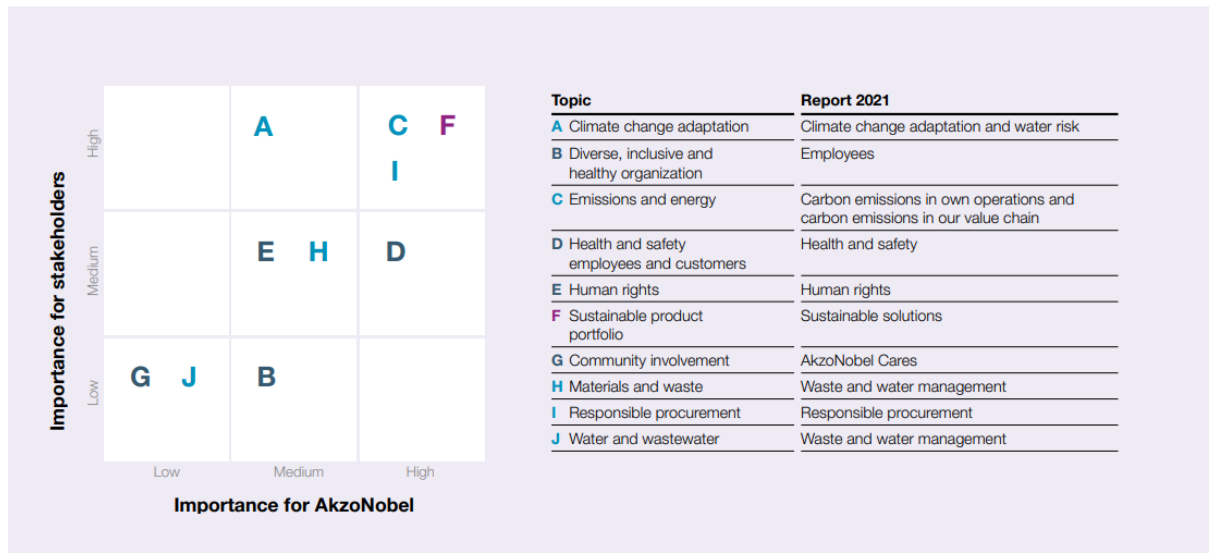 Importance for stakeholders
High
Medium
Low
A
C F
I
E H D
G J B
Low Medium High
Importance for AkzoNobel
Topic Report 2021
A Climate change adaptation Climate change adaptation and water risk
B Diverse, inclusive and Employees
healthy organization
C Emissions and energy Carbon emissions in own operations and
carbon emissions in our value chain
D Health and safety Health and safety
employees and customers
E Human rights Human rights
F Sustainable product Sustainable solutions
portfolio
G Community involvement AkzoNobel Cares
H Materials and waste Waste and water management
I Responsible procurement Responsible procurement
J Water and wastewater Waste and water management